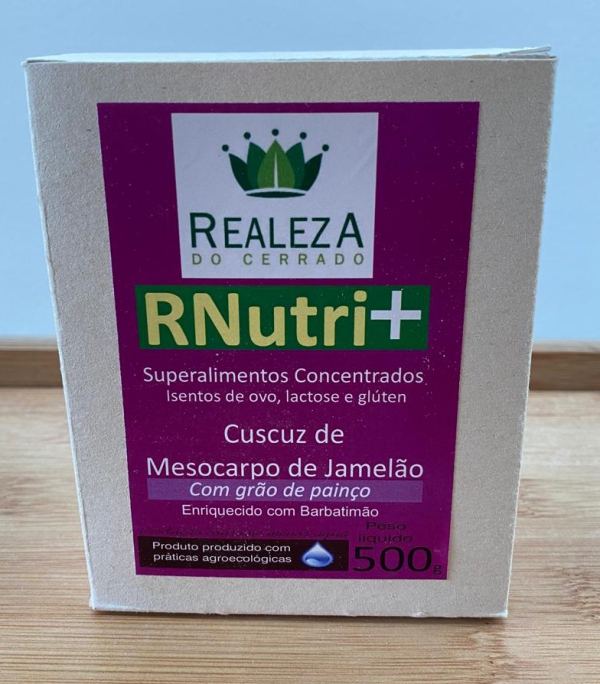 REALEZA
DO CERRADO
RNutri+
Superalimentos Concentrados
Isentos de ovo, lactose e glúten
Cuscuz de
Mesocarpo de Jamelão
Com grão de painço
Enriquecido com Barbatimão
Peso
líquido
500g
Produto produzido com
práticas agroecológicas